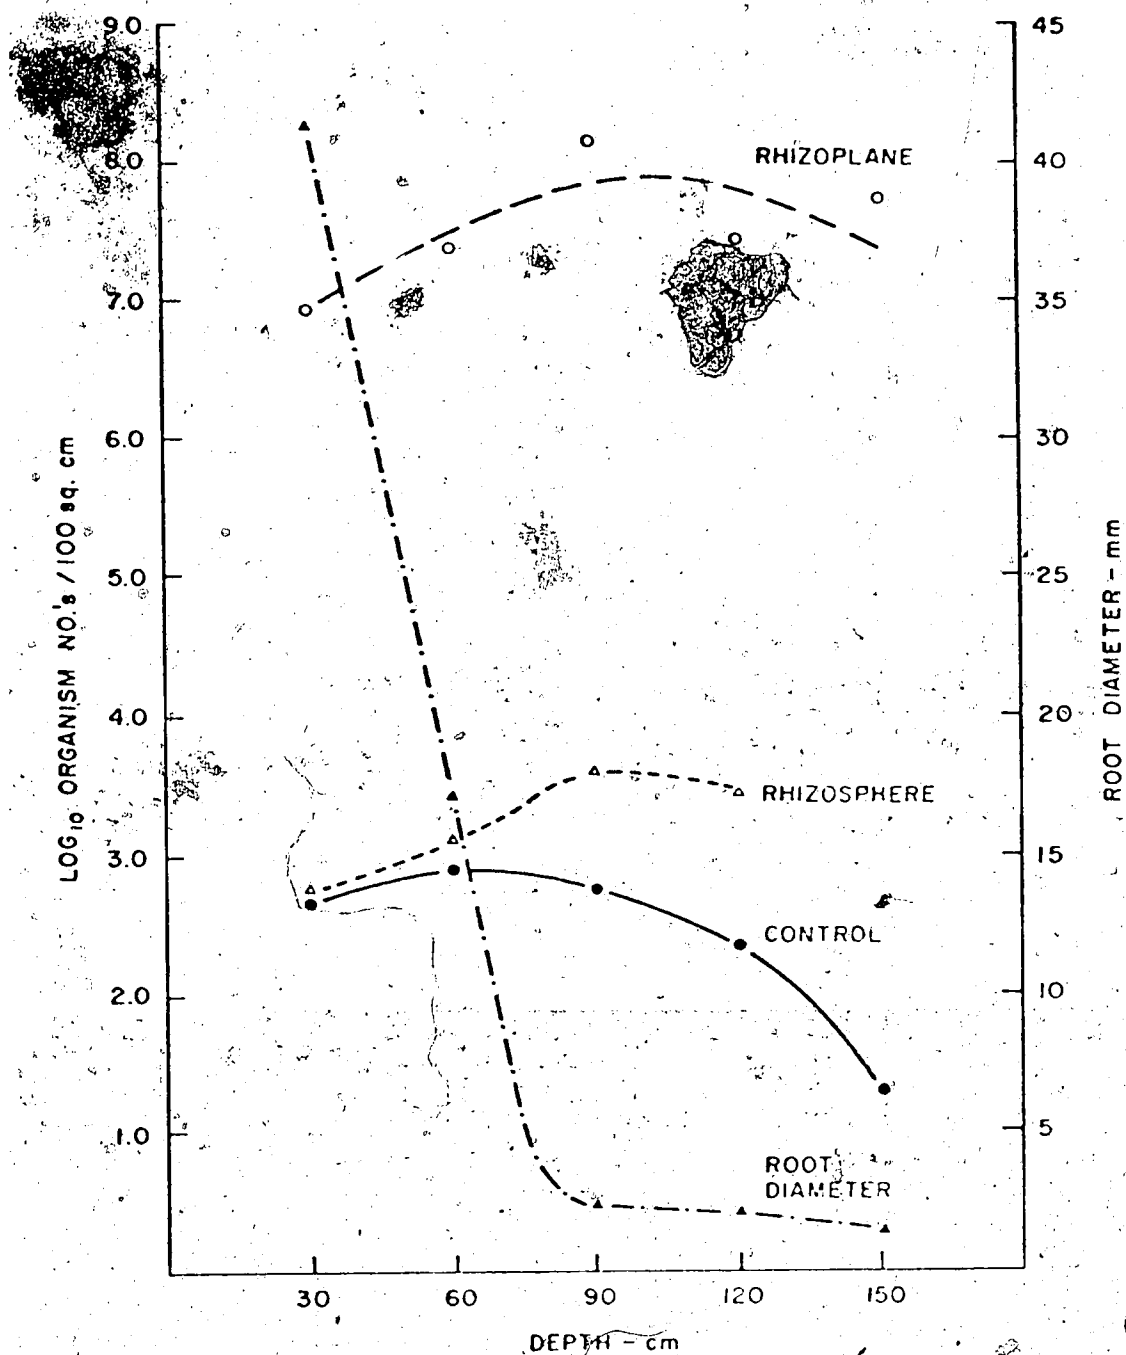 9.0
8.0
7.0
6.0
5.0
4.0
3.0
2.0
1.0
LOG10 ORGANISM NO.'s / 100 sq. cm
45
40
35
30
25
20
15
10
5
ROOT DIAMETER - mm
RHIZOPLANE
RHIZOSPHERE
CONTROL
ROOT
DIAMETER
30 60 90 120 150
DEPTH - cm